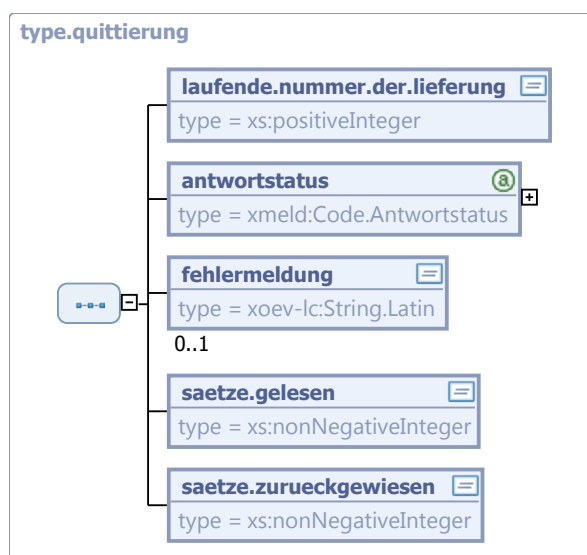 type.quittierung
laufende.nummer.der.lieferung
type = xs:positiveInteger
antwortstatus
type = xmeld:Code.Antwortstatus
fehlermeldung
type = xoev-lc:String.Latin
0..1
saetze.gelesen
type = xs:nonNegativeInteger
saetze.zurueckgewiesen
type = xs:nonNegativeInteger